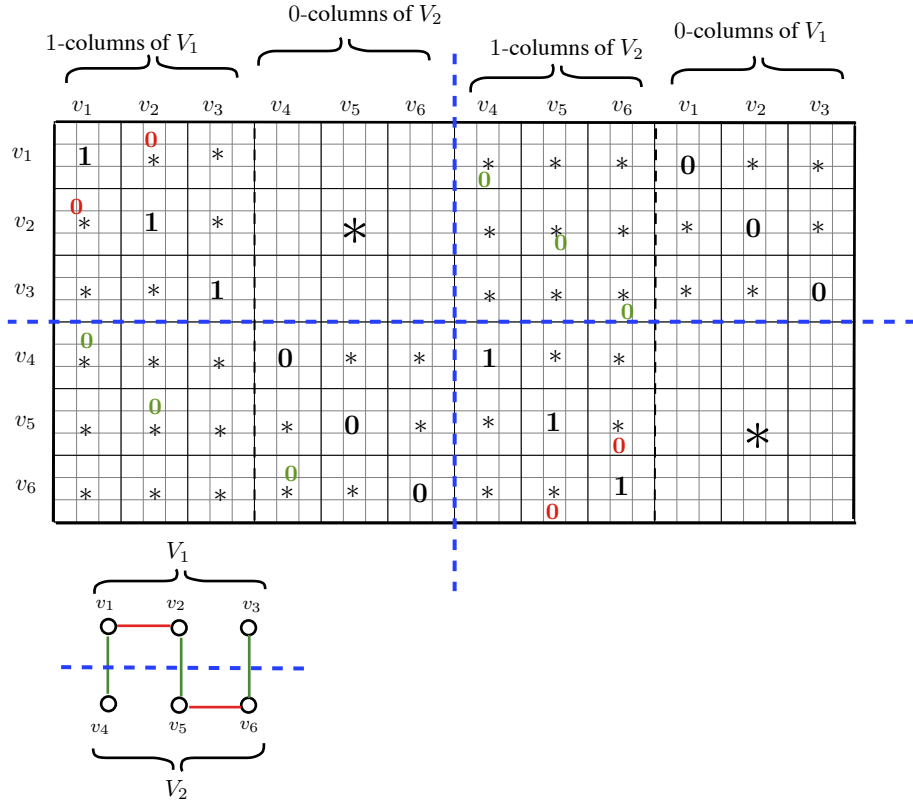 0-columns of V₂
1-columns of V₁ 1-columns of V₂ 0-columns of V₁
v₁ v₂ v₃ v₄ v₅ v₆ v₄ v₅ v₆ v₁ v₂ v₃
0
v₁ 1 * * * * * 0 * *
0
0
v₂ * 1 * * * * * * 0 *
0
v₃ * * 1 * * * * * 0
0
0
v₄ * * * 0 * * 1 * *
0
v₅ * * * * 0 * * 1 * *
0
0
v₆ * * * * * 0 * * 1
0
V₁
v₁ v₂ v₃
v₄ v₅ v₆
V₂